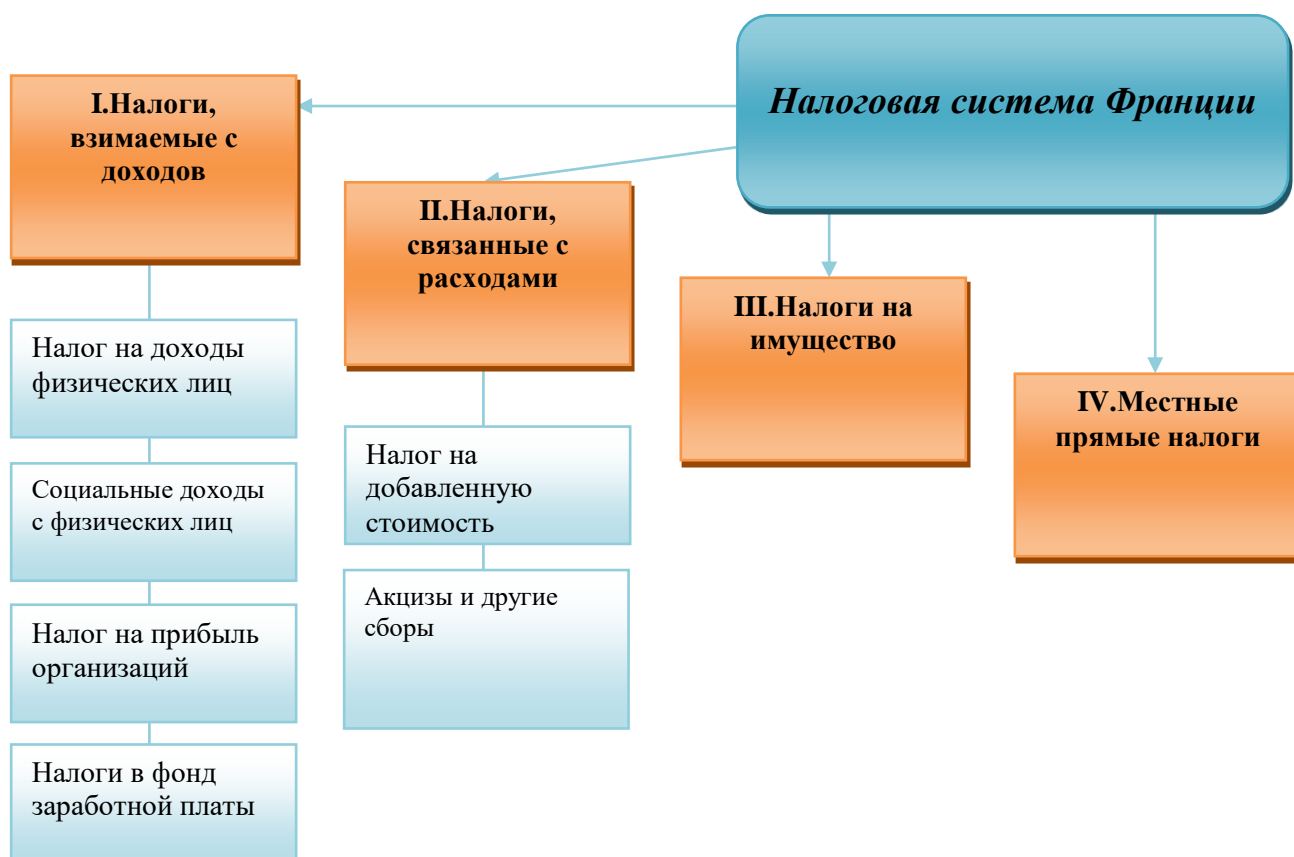 Налоговая система Франции
I.Налоги,
взимаемые с
доходов
Налог на доходы
физических лиц
Социальные доходы
с физических лиц
Налог на прибыль
организаций
Налоги в фонд
заработной платы
II.Налоги,
связанные с
расходами
Налог на
добавленную
стоимость
Акцизы и другие
сборы
III.Налоги на
имущество
IV.Местные
прямые налоги